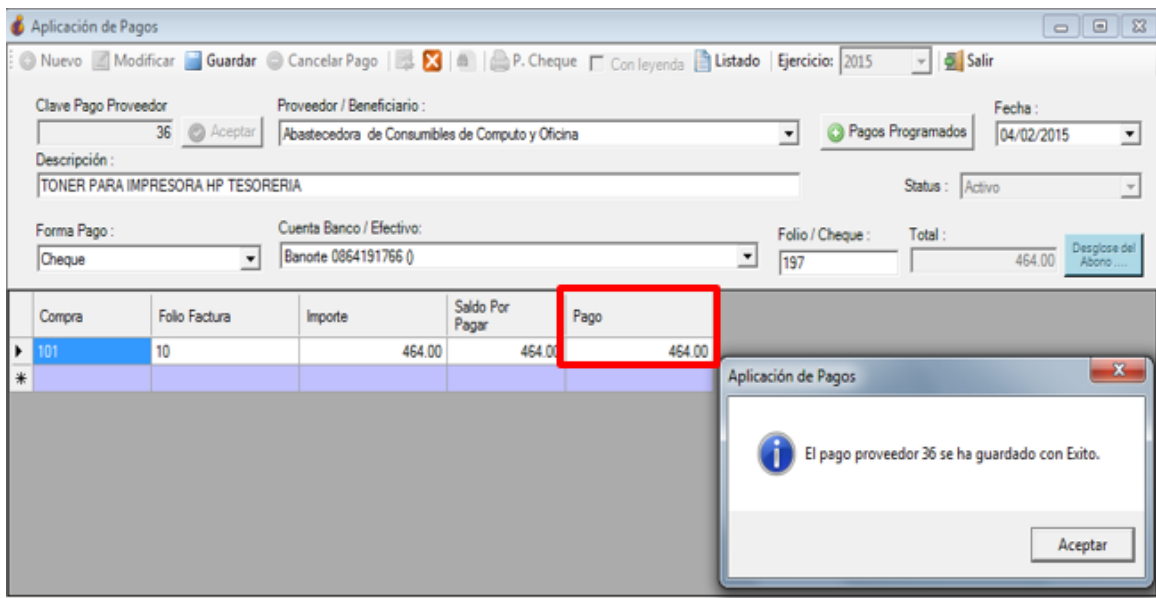 Aplicación de Pagos
Nuevo Modificar Guardar Cancelar Pago P. Cheque Con leyenda Listado Ejercicio: 2015 Salir
Clave Pago Proveedor Proveedor / Beneficiario : Fecha :
36 Aceptar Abastecedora de Consumibles de Computo y Oficina Pagos Programados 04/02/2015
Descripción :
TONER PARA IMPRESORA HP TESORERIA Status : Activo
Forma Pago : Cuenta Banco / Efectivo: Folio / Cheque : Total :
Cheque Banorte 0864191766 () 197 464.00 Desglose del Abono ....
Compra Folio Factura Importe Saldo Por Pagar Pago
101 10 464.00 464.00 464.00
Aplicación de Pagos
El pago proveedor 36 se ha guardado con Exito.
Aceptar